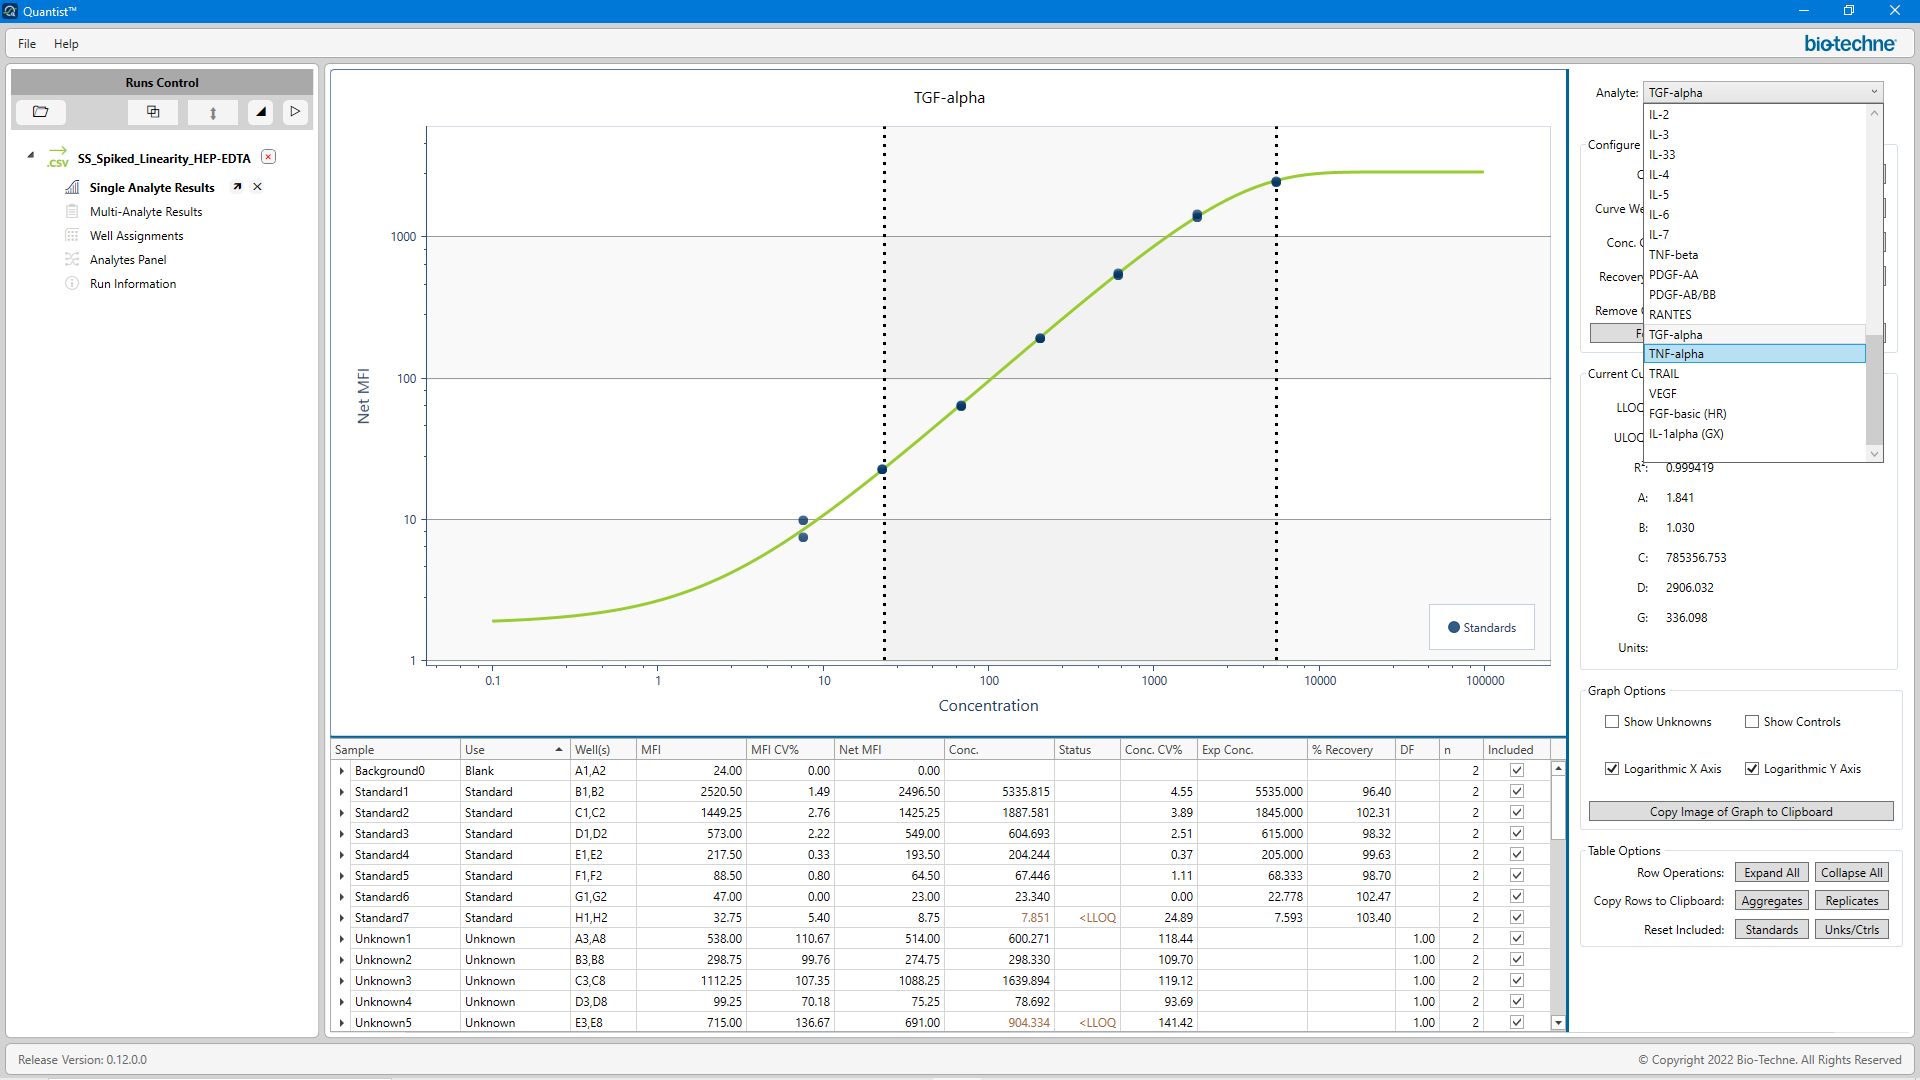 Quantist™
File Help
bio-techne
Runs Control
.CSV SS_Spiked_Linearity_HEP-EDTA
Single Analyte Results
Multi-Analyte Results
Well Assignments
Analytes Panel
Run Information
TGF-alpha
Net MFI
1000
100
10
1
0.1 1 10 100 1000 10000 100000
Concentration
Standards
Analyte: TGF-alpha
IL-2
IL-3
IL-33
IL-4
IL-5
IL-6
IL-7
TNF-beta
PDGF-AA
PDGF-AB/BB
RANTES
TGF-alpha
TNF-alpha
TRAIL
VEGF
FGF-basic (HR)
IL-1alpha (GX)
Configure
Curve We
Conc. C
Recovery
Remove
Current Cu
LLOQ
ULOQ
R²: 0.999419
A: 1.841
B: 1.030
C: 785356.753
D: 2906.032
G: 336.098
Units:
Graph Options
Show Unknowns Show Controls
Logarithmic X Axis Logarithmic Y Axis
Copy Image of Graph to Clipboard
Table Options
Row Operations: Expand All Collapse All
Copy Rows to Clipboard: Aggregates Replicates
Reset Included: Standards Unks/Ctrls
Sample Use Well(s) MFI MFI CV% Net MFI Conc. Status Conc. CV% Exp Conc. % Recovery DF n Included
Background0 Blank A1,A2 24.00 0.00 0.00 2
Standard1 Standard B1,B2 2520.50 1.49 2496.50 5335.815 4.55 5535.000 96.40 2
Standard2 Standard C1,C2 1449.25 2.76 1425.25 1887.581 3.89 1845.000 102.31 2
Standard3 Standard D1,D2 573.00 2.22 549.00 604.693 2.51 615.000 98.32 2
Standard4 Standard E1,E2 217.50 0.33 193.50 204.244 0.37 205.000 99.63 2
Standard5 Standard F1,F2 88.50 0.80 64.50 67.446 1.11 68.333 98.70 2
Standard6 Standard G1,G2 47.00 0.00 23.00 23.340 0.00 22.778 102.47 2
Standard7 Standard H1,H2 32.75 5.40 8.75 7.851 <LLOQ 24.89 7.593 103.40 2
Unknown1 Unknown A3,A8 538.00 110.67 514.00 600.271 118.44 1.00 2
Unknown2 Unknown B3,B8 298.75 99.76 274.75 298.330 109.70 1.00 2
Unknown3 Unknown C3,C8 1112.25 107.35 1088.25 1639.894 119.12 1.00 2
Unknown4 Unknown D3,D8 99.25 70.18 75.25 78.692 93.69 1.00 2
Unknown5 Unknown E3,E8 715.00 136.67 691.00 904.334 <LLOQ 141.42 1.00 2
Release Version: 0.12.0.0
© Copyright 2022 Bio-Techne. All Rights Reserved